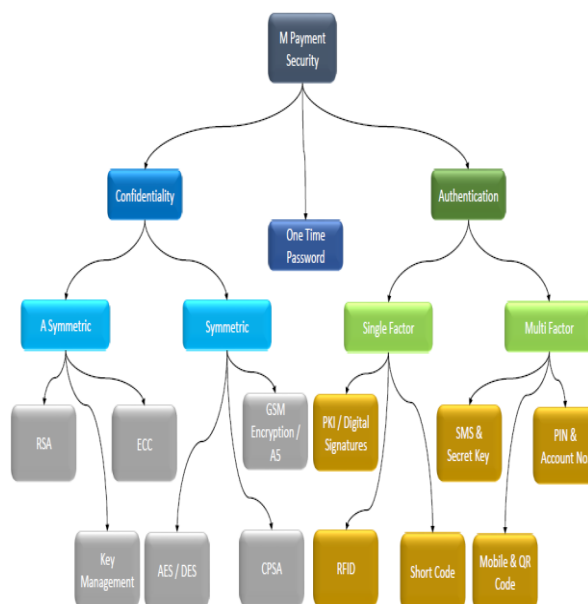 M Payment
Security
Confidentiality
Authentication
One Time
Password
A Symmetric
Symmetric
Single Factor
Multi Factor
RSA
ECC
GSM
Encryption /
A5
PKI / Digital
Signatures
SMS &
Secret Key
PIN &
Account No
Key
Management
AES / DES
CPSA
RFID
Short Code
Mobile & QR
Code